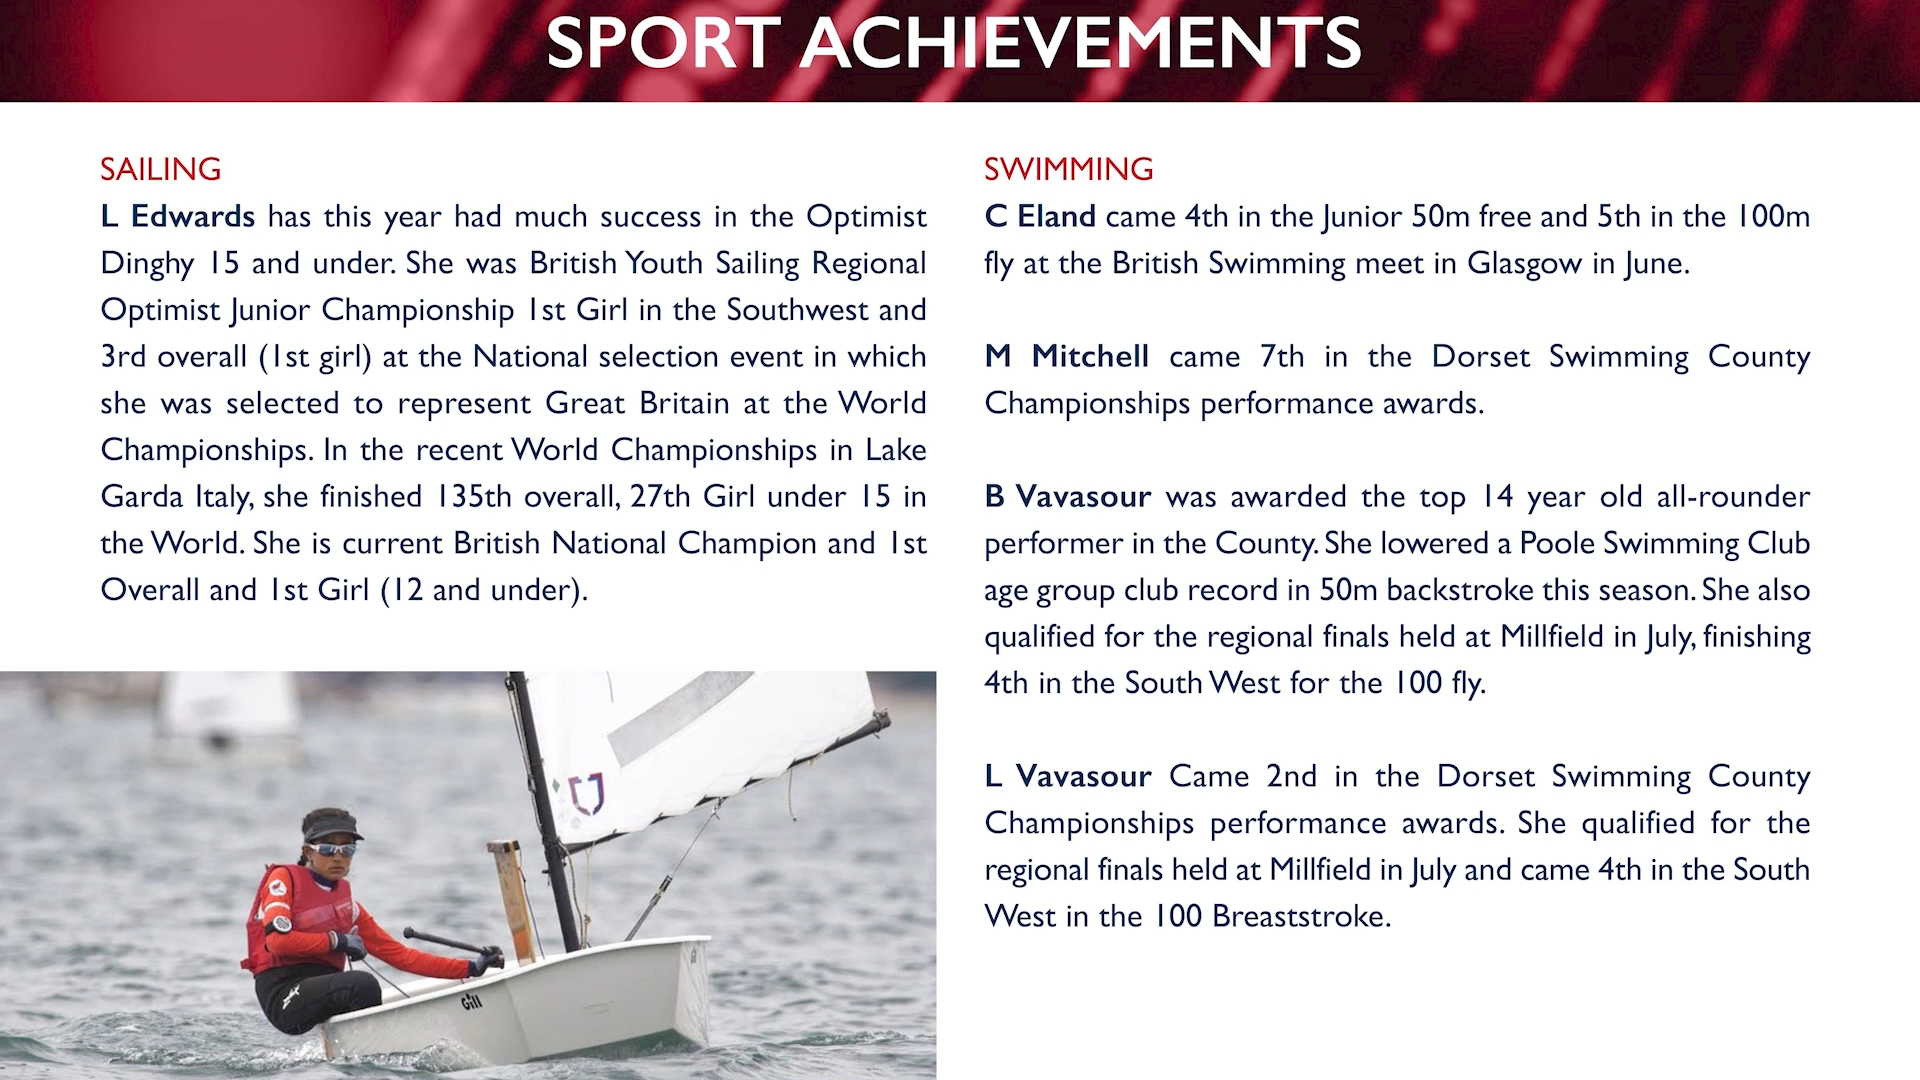 SPORT ACHIEVEMENTS
SAILING
L Edwards has this year had much success in the Optimist
Dinghy 15 and under. She was British Youth Sailing Regional
Optimist Junior Championship 1st Girl in the Southwest and
3rd overall (1st girl) at the National selection event in which
she was selected to represent Great Britain at the World
Championships. In the recent World Championships in Lake
Garda Italy, she finished 135th overall, 27th Girl under 15 in
the World. She is current British National Champion and 1st
Overall and 1st Girl (12 and under).
Gill
SWIMMING
C Eland came 4th in the Junior 50m free and 5th in the 100m
fly at the British Swimming meet in Glasgow in June.
M Mitchell came 7th in the Dorset Swimming County
Championships performance awards.
B Vavasour was awarded the top 14 year old all-rounder
performer in the County. She lowered a Poole Swimming Club
age group club record in 50m backstroke this season. She also
qualified for the regional finals held at Millfield in July, finishing
4th in the South West for the 100 fly.
L Vavasour Came 2nd in the Dorset Swimming County
Championships performance awards. She qualified for the
regional finals held at Millfield in July and came 4th in the South
West in the 100 Breaststroke.